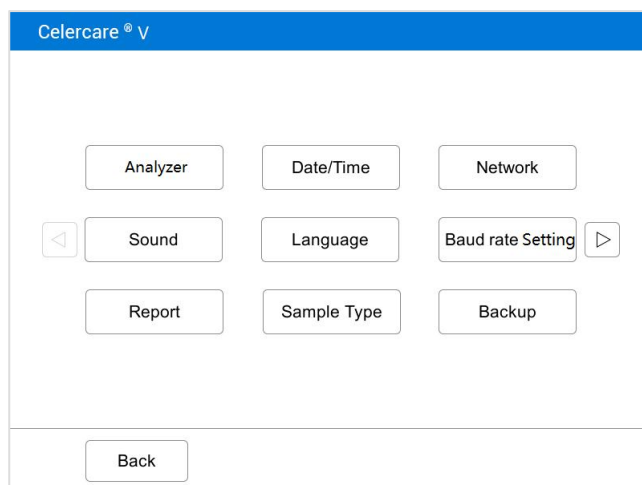 Celercare ® V
Analyzer Date/Time Network
Sound Language Baud rate Setting
Report Sample Type Backup
Back